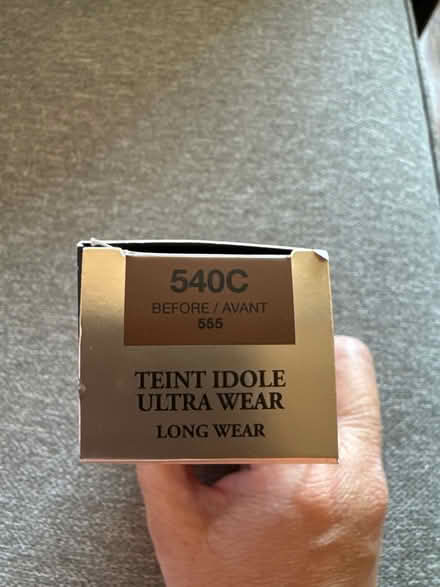 540C
BEFORE / AVANT
555
TEINT IDOLE
ULTRA WEAR
LONG WEAR